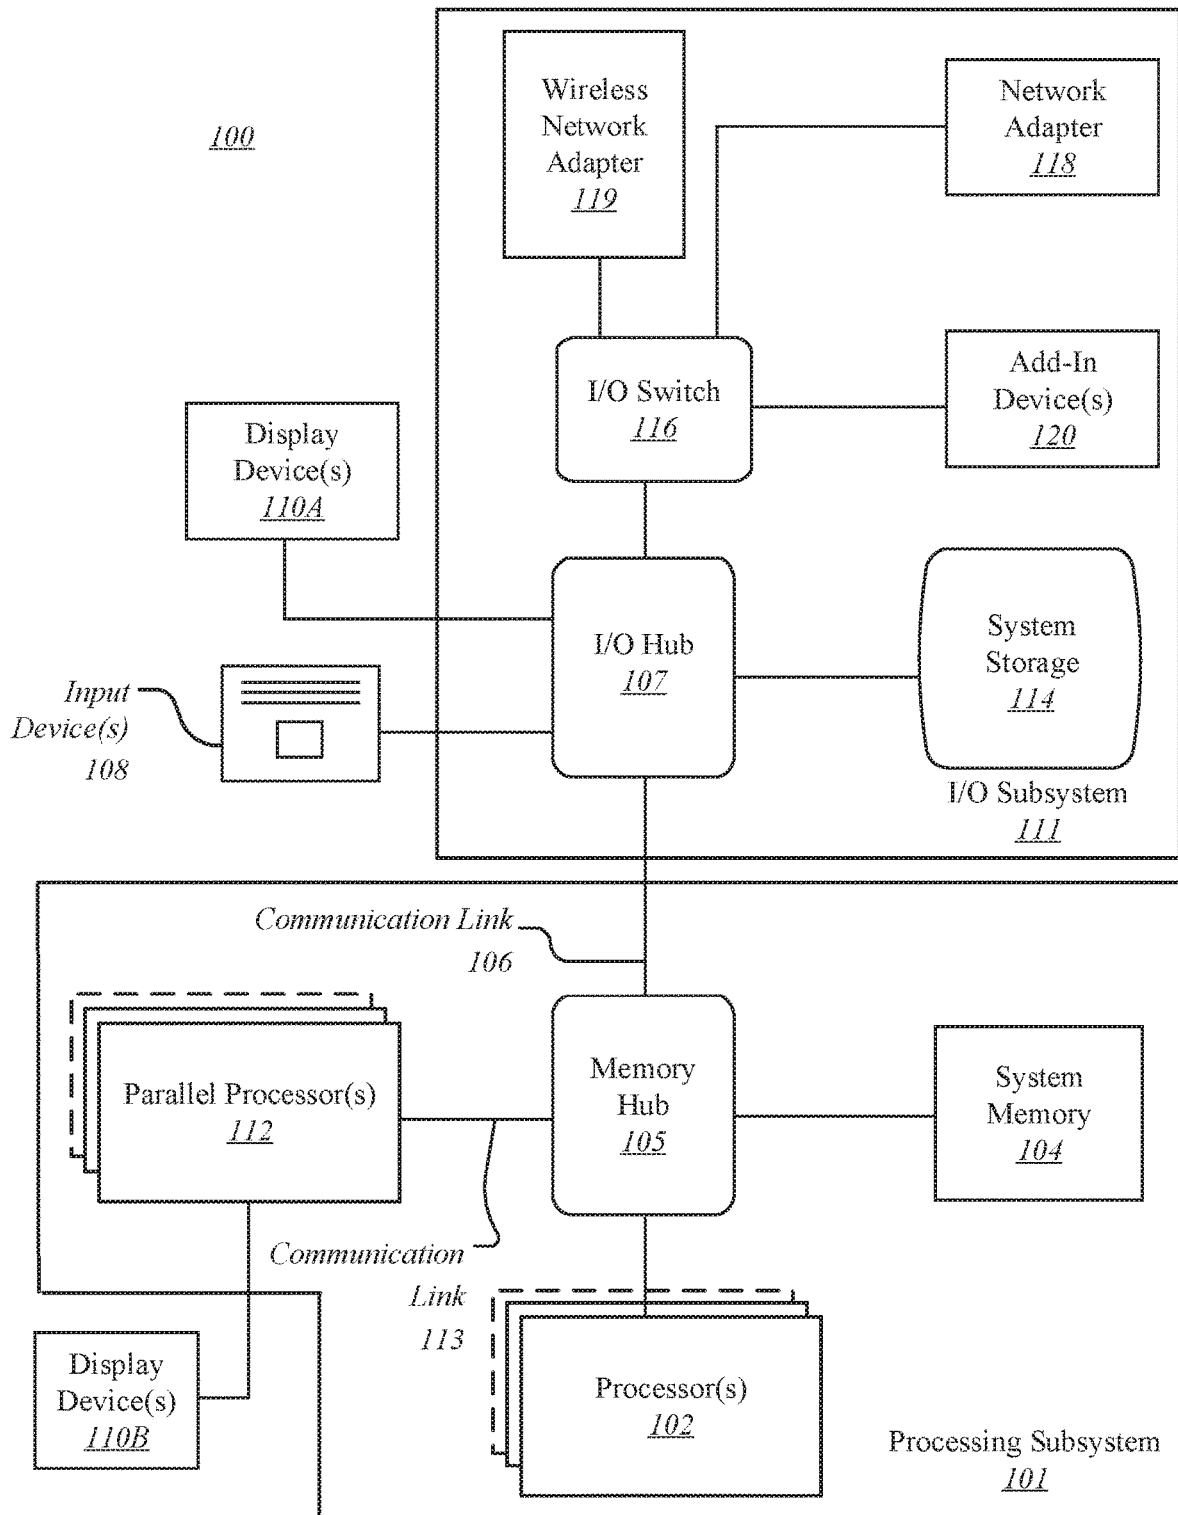 100
Wireless
Network
Adapter
119
Network
Adapter
118
I/O Switch
116
Add-In
Device(s)
120
Display
Device(s)
110A
I/O Hub
107
System
Storage
114
Input
Device(s)
108
I/O Subsystem
111
Communication Link
106
Parallel Processor(s)
112
Memory
Hub
105
System
Memory
104
Communication
Link
113
Display
Device(s)
110B
Processor(s)
102
Processing Subsystem
101